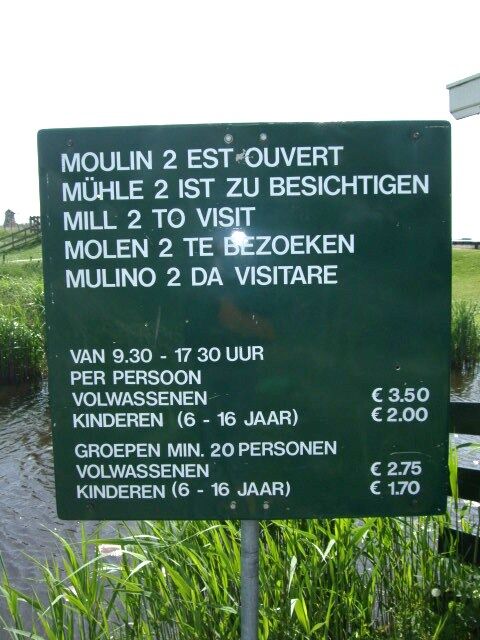 MOULIN 2 EST OUVERT
MÜHLE 2 IST ZU BESICHTIGEN
MILL 2 TO VISIT
MOLEN 2 TE BEZOEKEN
MULINO 2 DA VISITARE
VAN 9.30 - 17 30 UUR
PER PERSOON
VOLWASSENEN € 3.50
KINDEREN (6 - 16 JAAR) € 2.00
GROEPEN MIN. 20 PERSONEN
VOLWASSENEN € 2.75
KINDEREN (6 - 16 JAAR) € 1.70